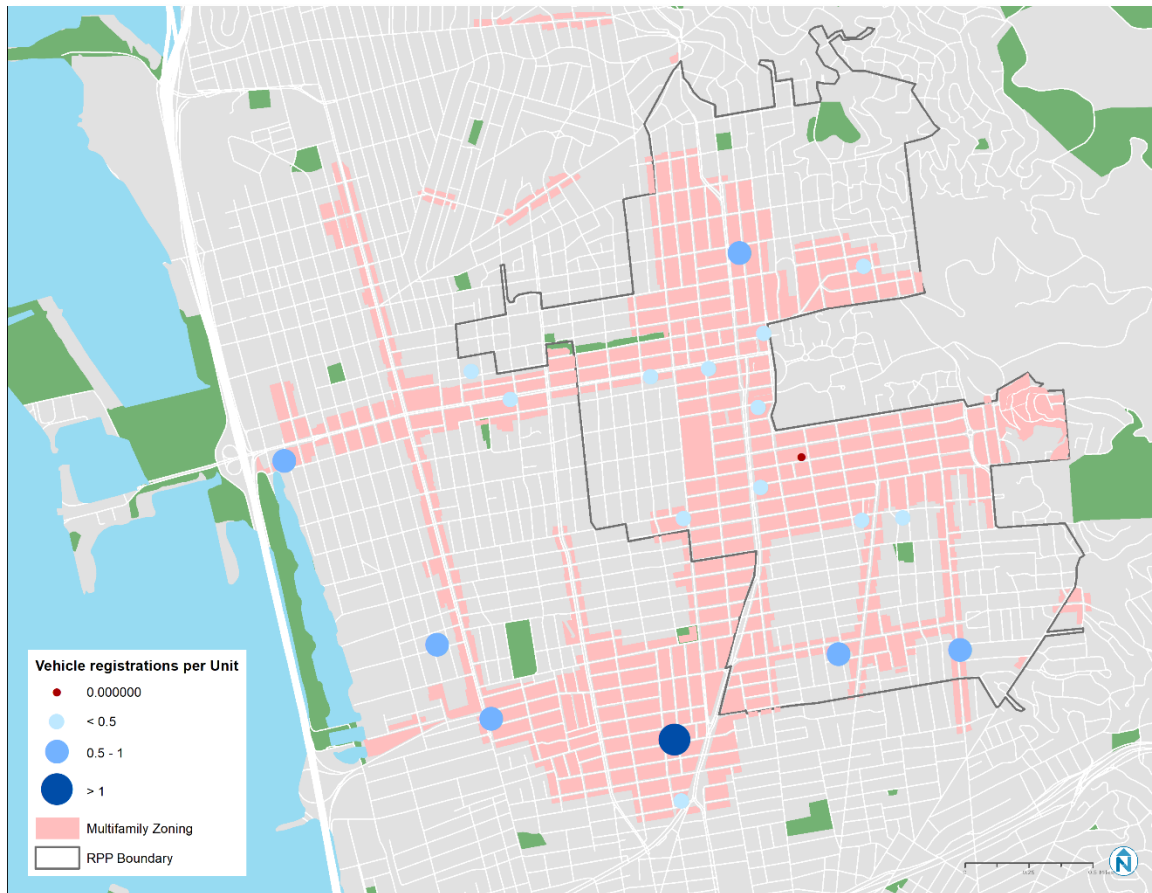 Vehicle registrations per Unit
0.000000
< 0.5
0.5 - 1
> 1
Multifamily Zoning
RPP Boundary
N